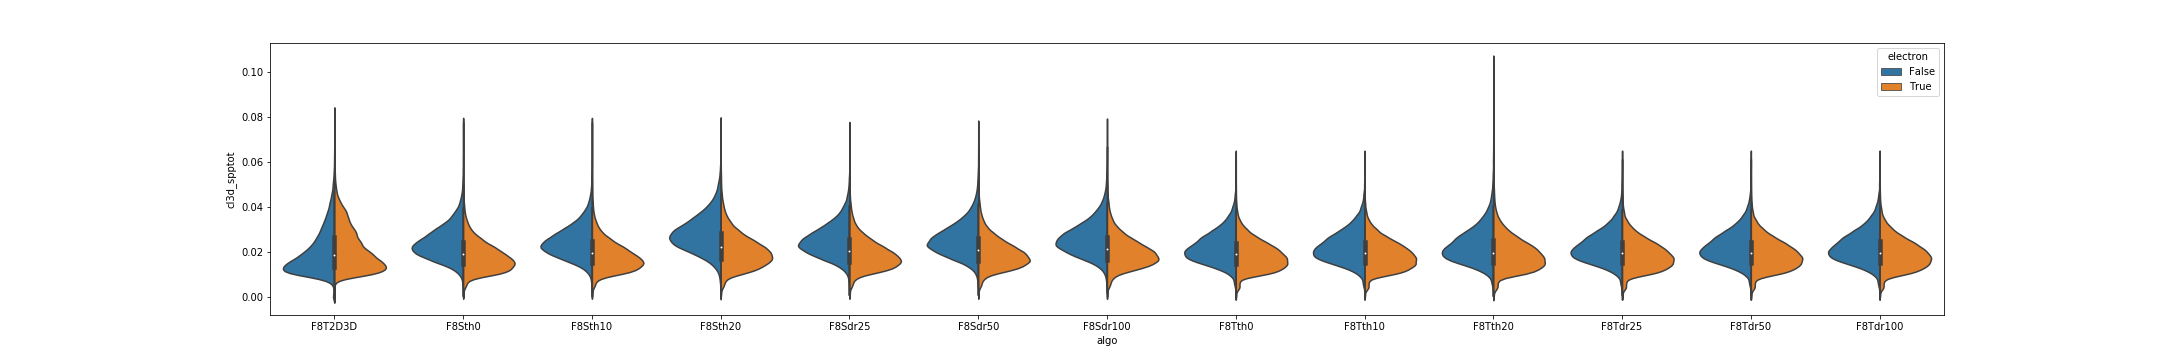 electron
False
True
0.10
0.08
0.06
0.04
0.02
0.00
cl3d_spptot
F8T2D3D F8Sth0 F8Sth10 F8Sth20 F8Sdr25 F8Sdr50 F8Sdr100 F8Tth0 F8Tth10 F8Tth20 F8Tdr25 F8Tdr50 F8Tdr100
algo